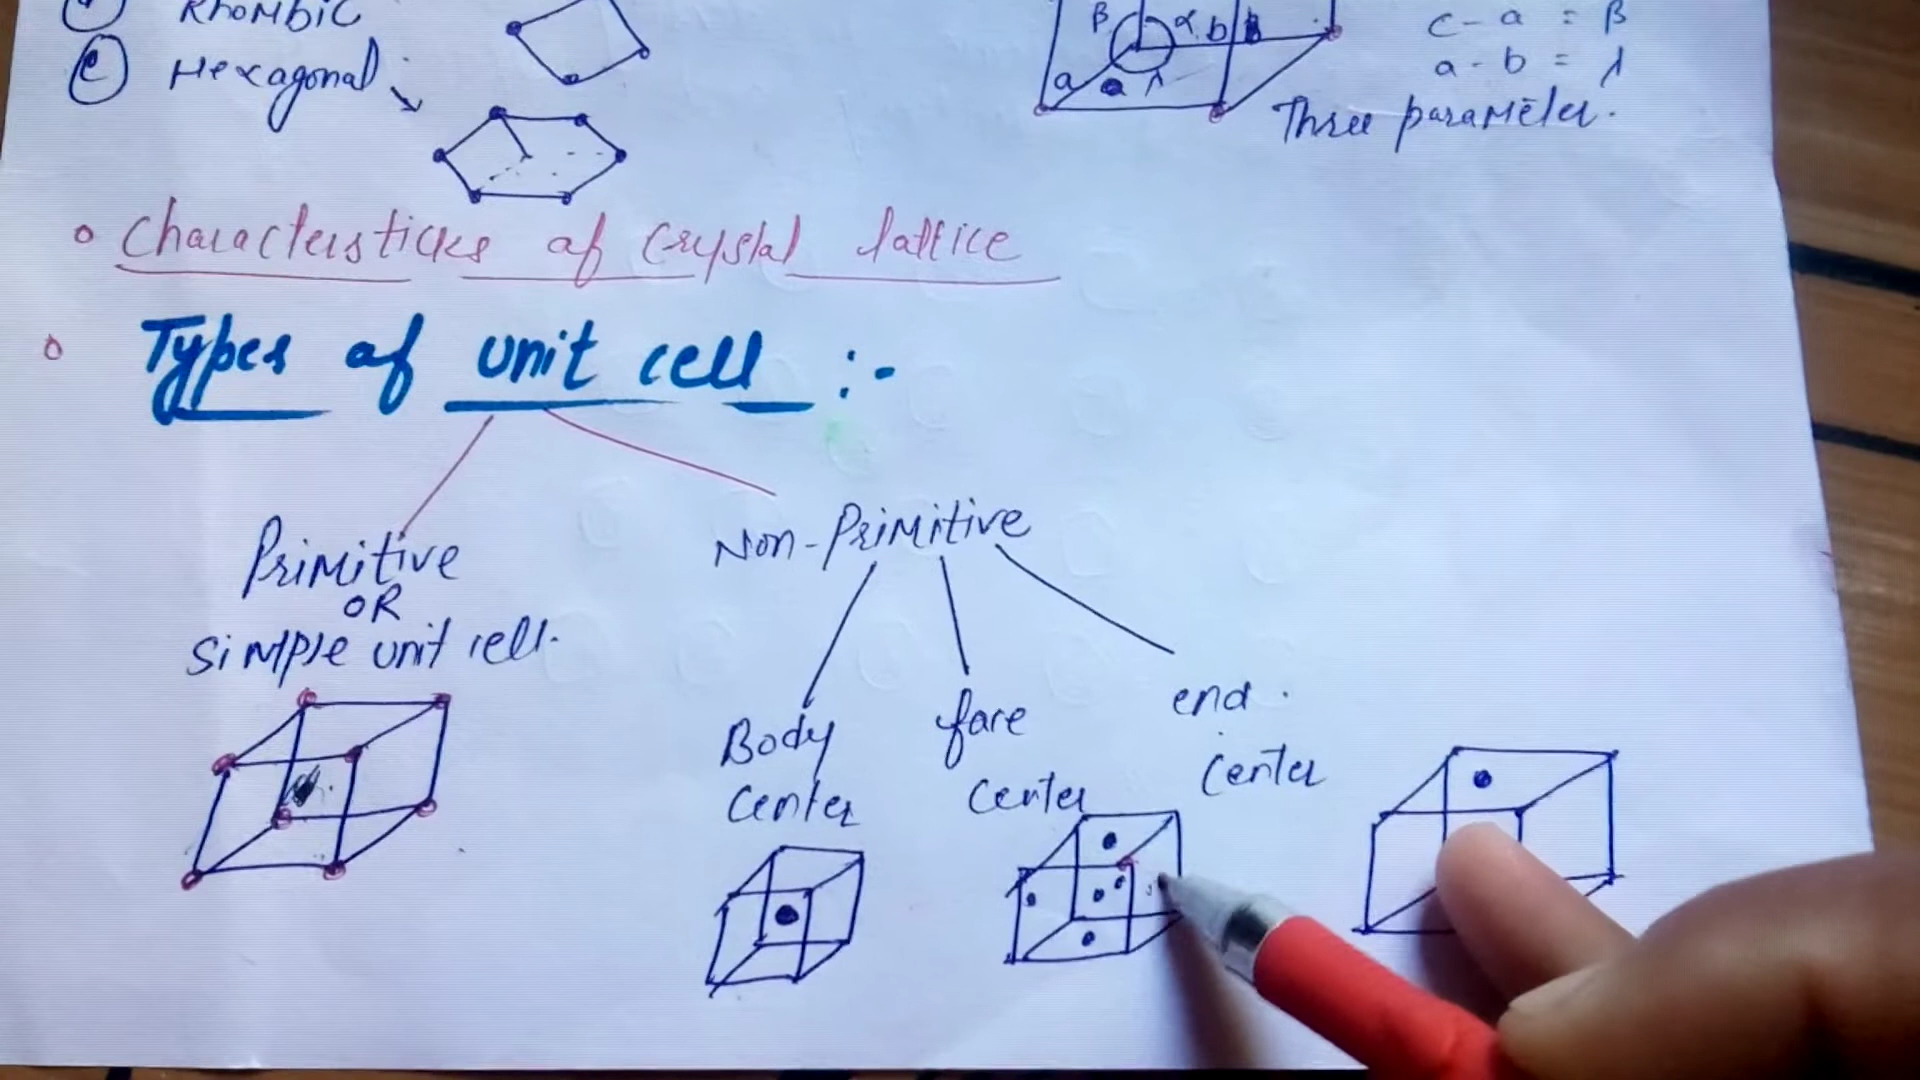 Rhombic
e Hexagonal
β α b
a λ
c - a = β
a - b = λ
Three parameter.
Characteristicks of crystal lattice
Types of unit cell :-
Primitive
OR
Simple unit cell.
Non-Primitive
Body
center
face
center
end
center